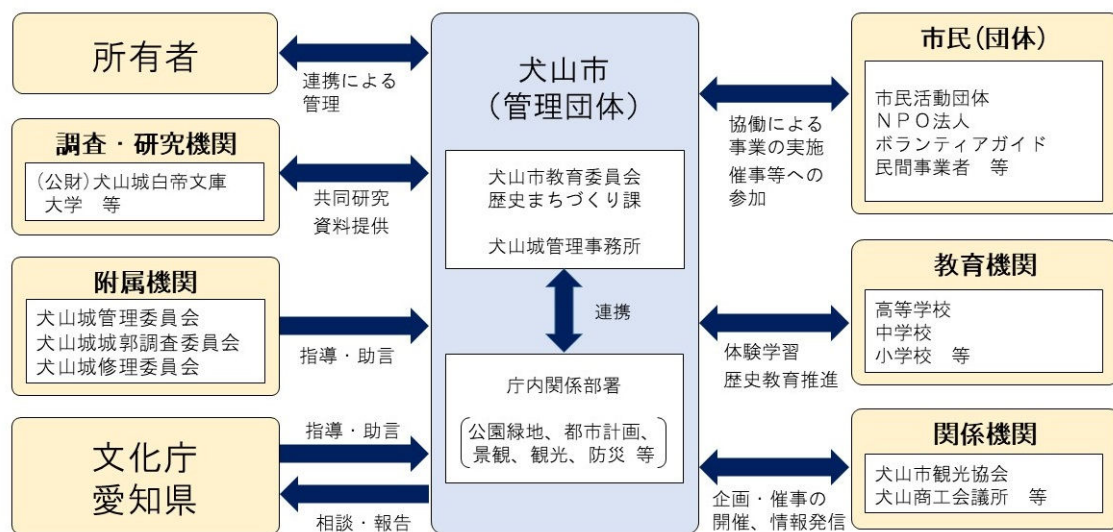 所有者
連携による
管理
調査・研究機関
(公財)犬山城白帝文庫
大学 等
共同研究
資料提供
附属機関
犬山城管理委員会
犬山城城郭調査委員会
犬山城修理委員会
指導・助言
文化庁
愛知県
指導・助言
相談・報告
犬山市
(管理団体)
犬山市教育委員会
歴史まちづくり課
犬山城管理事務所
連携
庁内関係部署
公園緑地、都市計画、
景観、観光、防災 等
市民(団体)
市民活動団体
NPO法人
ボランティアガイド
民間事業者 等
協働による
事業の実施
催事等への
参加
教育機関
高等学校
中学校
小学校 等
体験学習
歴史教育推進
関係機関
犬山市観光協会
犬山商工会議所 等
企画・催事の
開催、情報発信